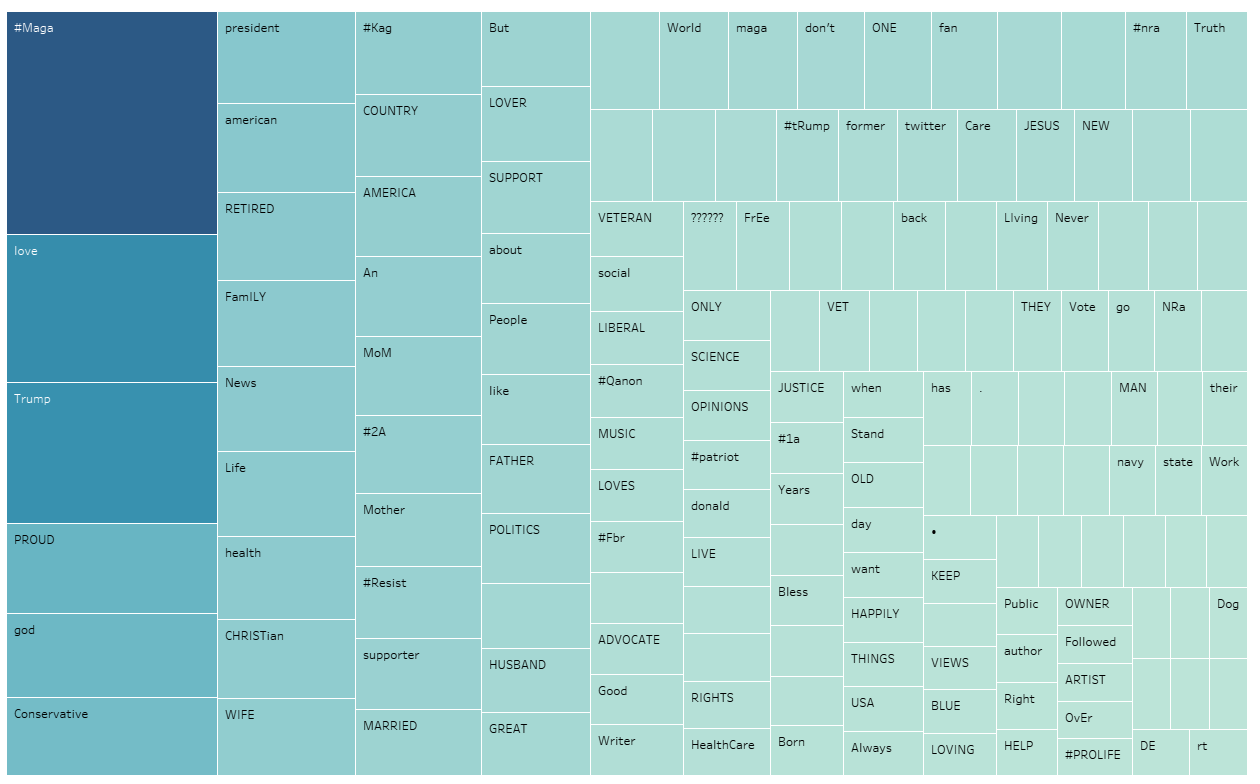 #Maga
love
Trump
PROUD
god
Conservative
president
american
RETIRED
FamILY
News
Life
health
CHRISTian
WIFE
#Kag
COUNTRY
AMERICA
An
MoM
#2A
Mother
#Resist
supporter
MARRIED
But
LOVER
SUPPORT
about
People
like
FATHER
POLITICS
HUSBAND
GREAT
World
maga
don't
ONE
fan
#nra
Truth
#tRump
former
twitter
Care
JESUS
NEW
VETERAN
social
LIBERAL
#Qanon
MUSIC
LOVES
#Fbr
ADVOCATE
Good
Writer
??????
FrEe
back
LIving
Never
ONLY
SCIENCE
OPINIONS
#patriot
donald
LIVE
RIGHTS
HealthCare
VET
THEY
Vote
go
NRa
JUSTICE
#1a
Years
Bless
Born
when
Stand
OLD
day
want
HAPPILY
THINGS
USA
Always
has
.
MAN
their
navy
state
Work
•
KEEP
VIEWS
BLUE
LOVING
Public
author
Right
HELP
OWNER
Followed
ARTIST
OvEr
#PROLIFE
Dog
DE
rt